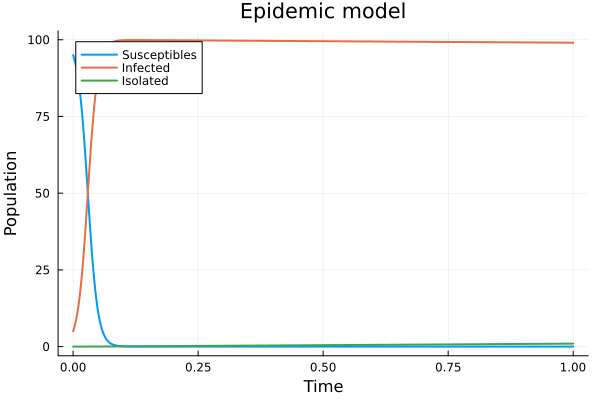 Epidemic model
Population
100
75
50
25
0
Susceptibles
Infected
Isolated
0.00
0.25
0.50
0.75
1.00
Time